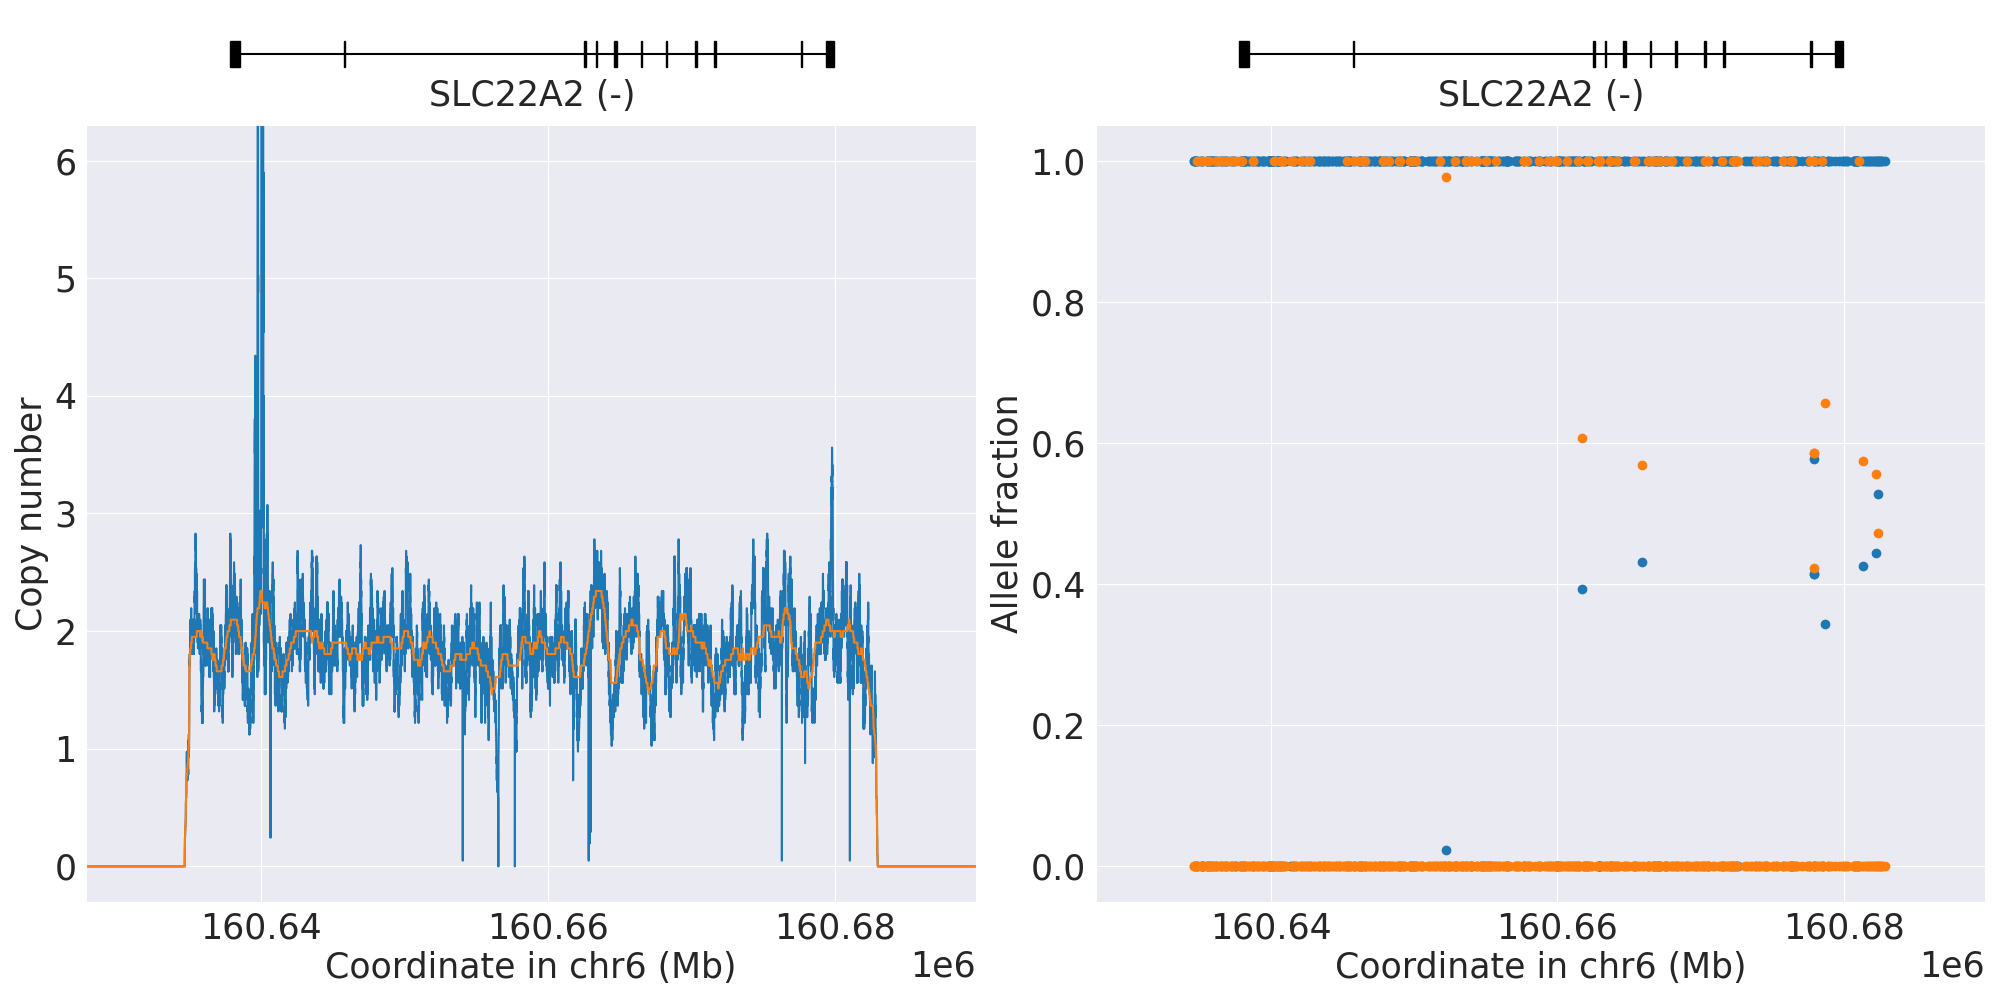 SLC22A2 (-)
6
5
4
3
2
1
0
Copy number
160.64
160.66
160.68
Coordinate in chr6 (Mb)
1e6
SLC22A2 (-)
1.0
0.8
0.6
0.4
0.2
0.0
Allele fraction
160.64
160.66
160.68
Coordinate in chr6 (Mb)
1e6